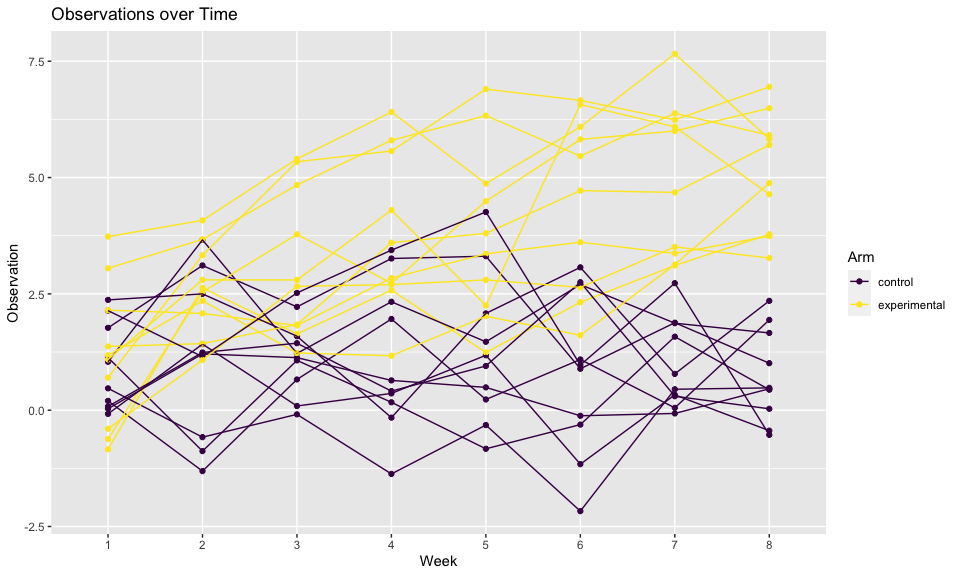 Observations over Time
Observation
7.5
5.0
2.5
0.0
-2.5
1 2 3 4 5 6 7 8
Week
Arm
control
experimental